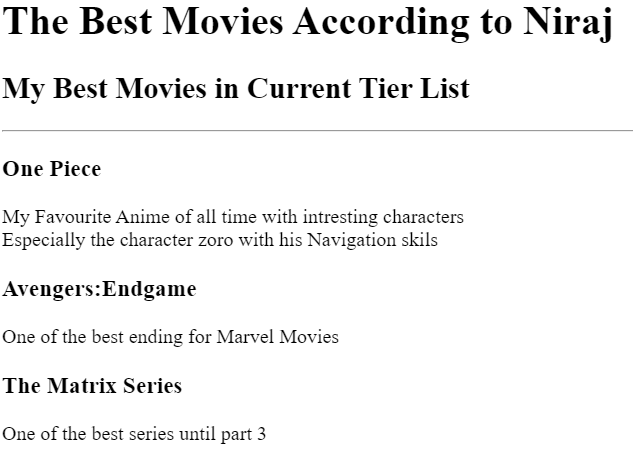 The Best Movies According to Niraj
My Best Movies in Current Tier List
One Piece
My Favourite Anime of all time with intresting characters
Especially the character zoro with his Navigation skils
Avengers:Endgame
One of the best ending for Marvel Movies
The Matrix Series
One of the best series until part 3